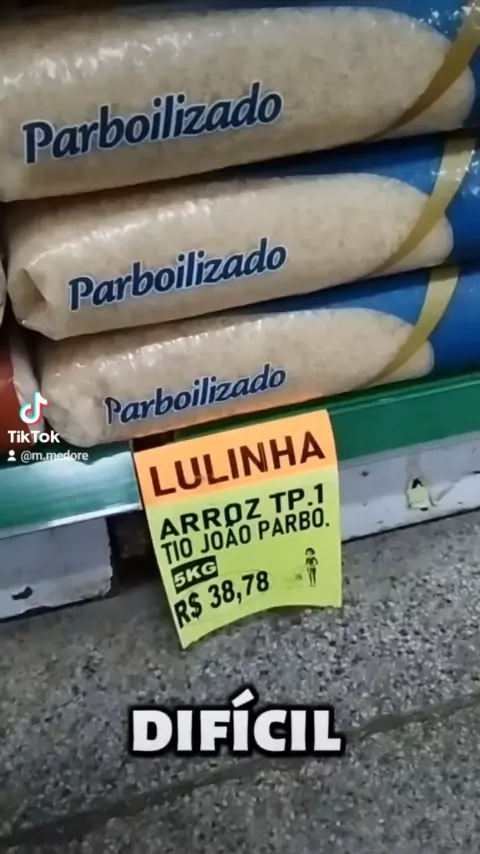 Parboilizado
Parboilizado
Parboilizado
TikTok
@m.medore
LULINHA
ARROZ TP.1
TIO JOÃO PARBO.
5KG
R$ 38,78
DIFÍCIL